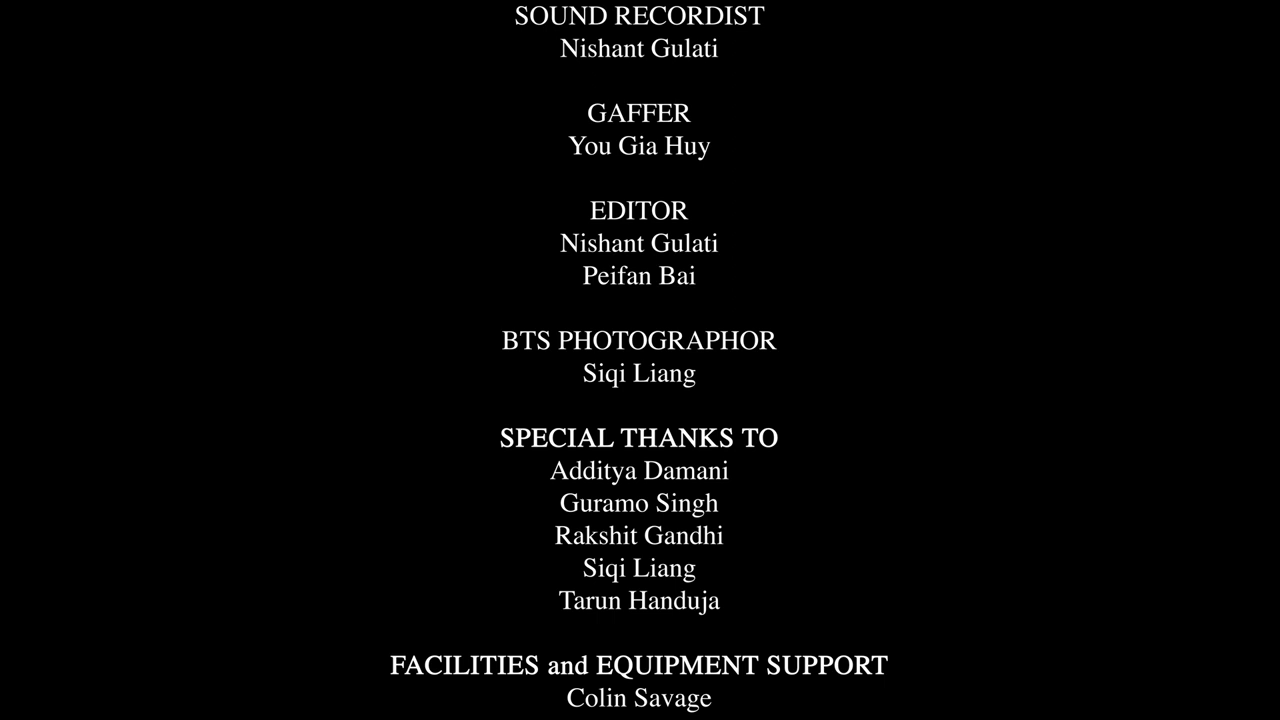 SOUND RECORDIST
Nishant Gulati
GAFFER
You Gia Huy
EDITOR
Nishant Gulati
Peifan Bai
BTS PHOTOGRAPHOR
Siqi Liang
SPECIAL THANKS TO
Additya Damani
Guramo Singh
Rakshit Gandhi
Siqi Liang
Tarun Handuja
FACILITIES and EQUIPMENT SUPPORT
Colin Savage